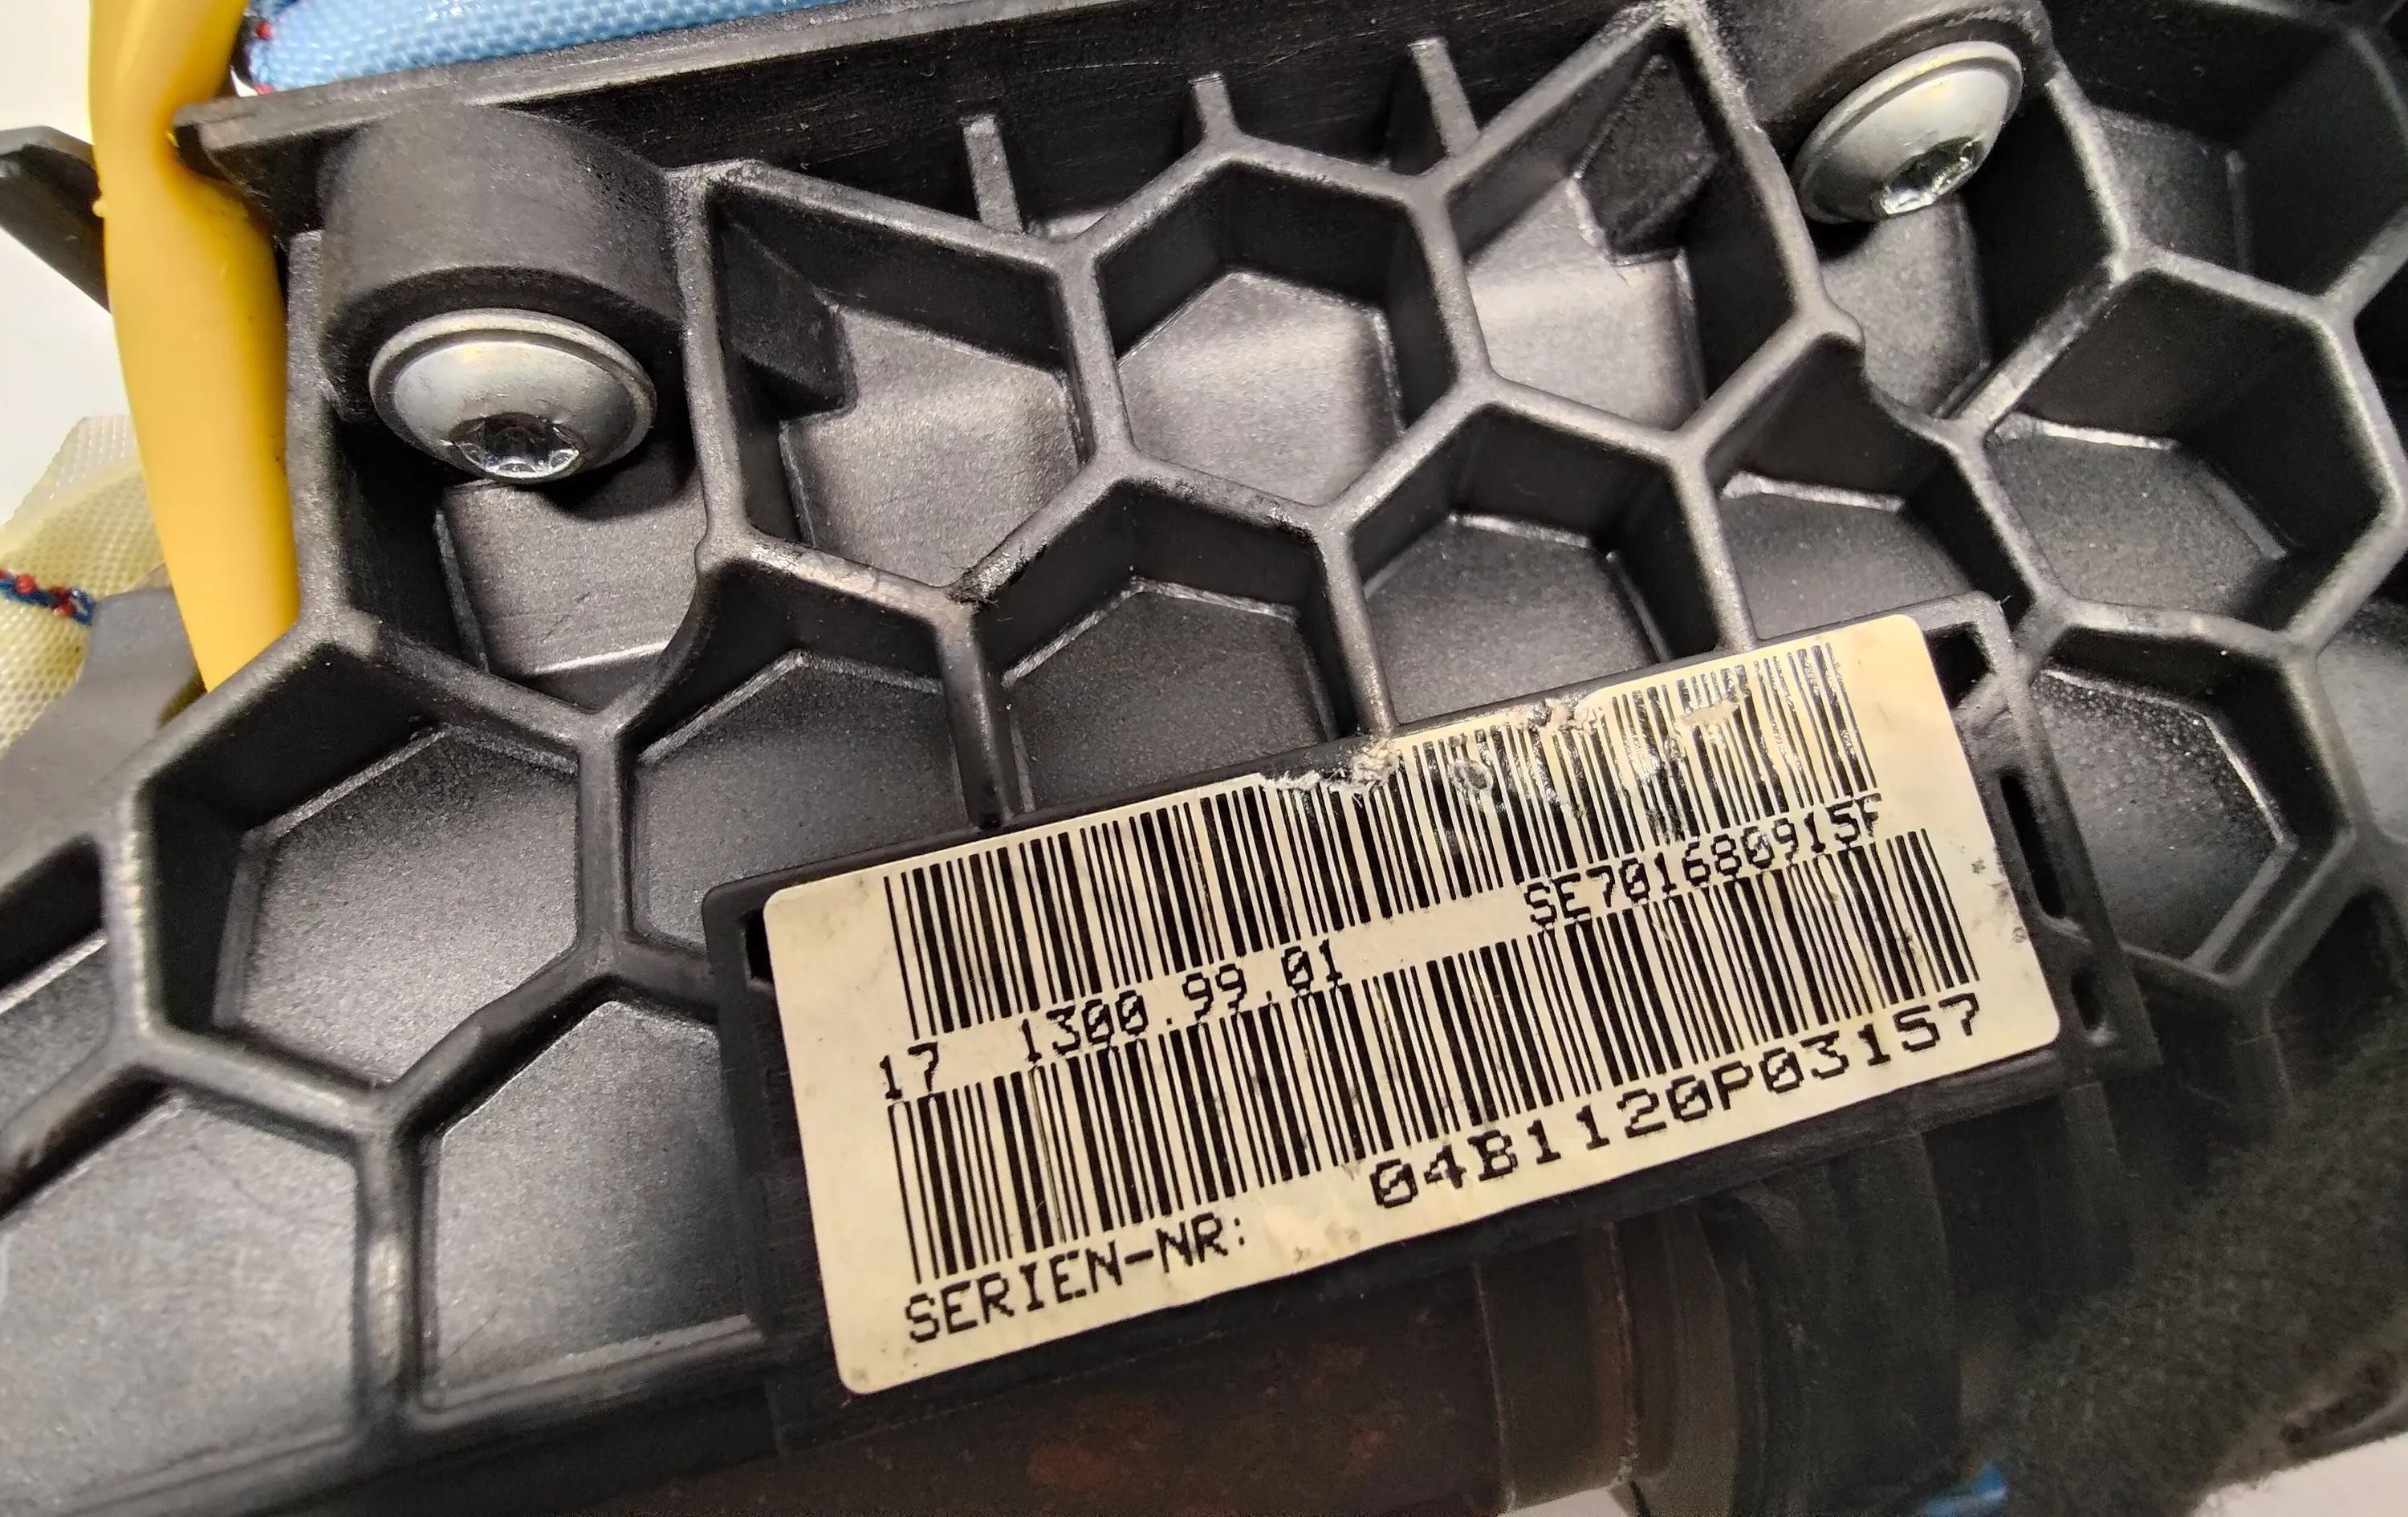 17 1300.99.01 SE701680915F
SERIEN-NR: 04B1120P03157